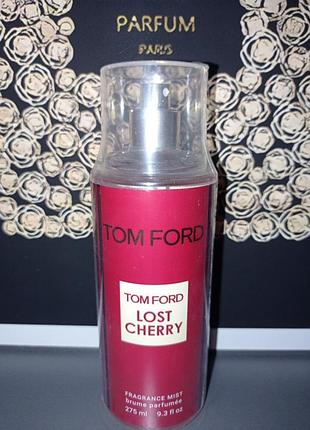 PARFUM
PARIS
TOM FORD
TOM FORD
LOST
CHERRY
FRAGRANCE MIST
brume parfumée
275 ml 9.3 fl oz